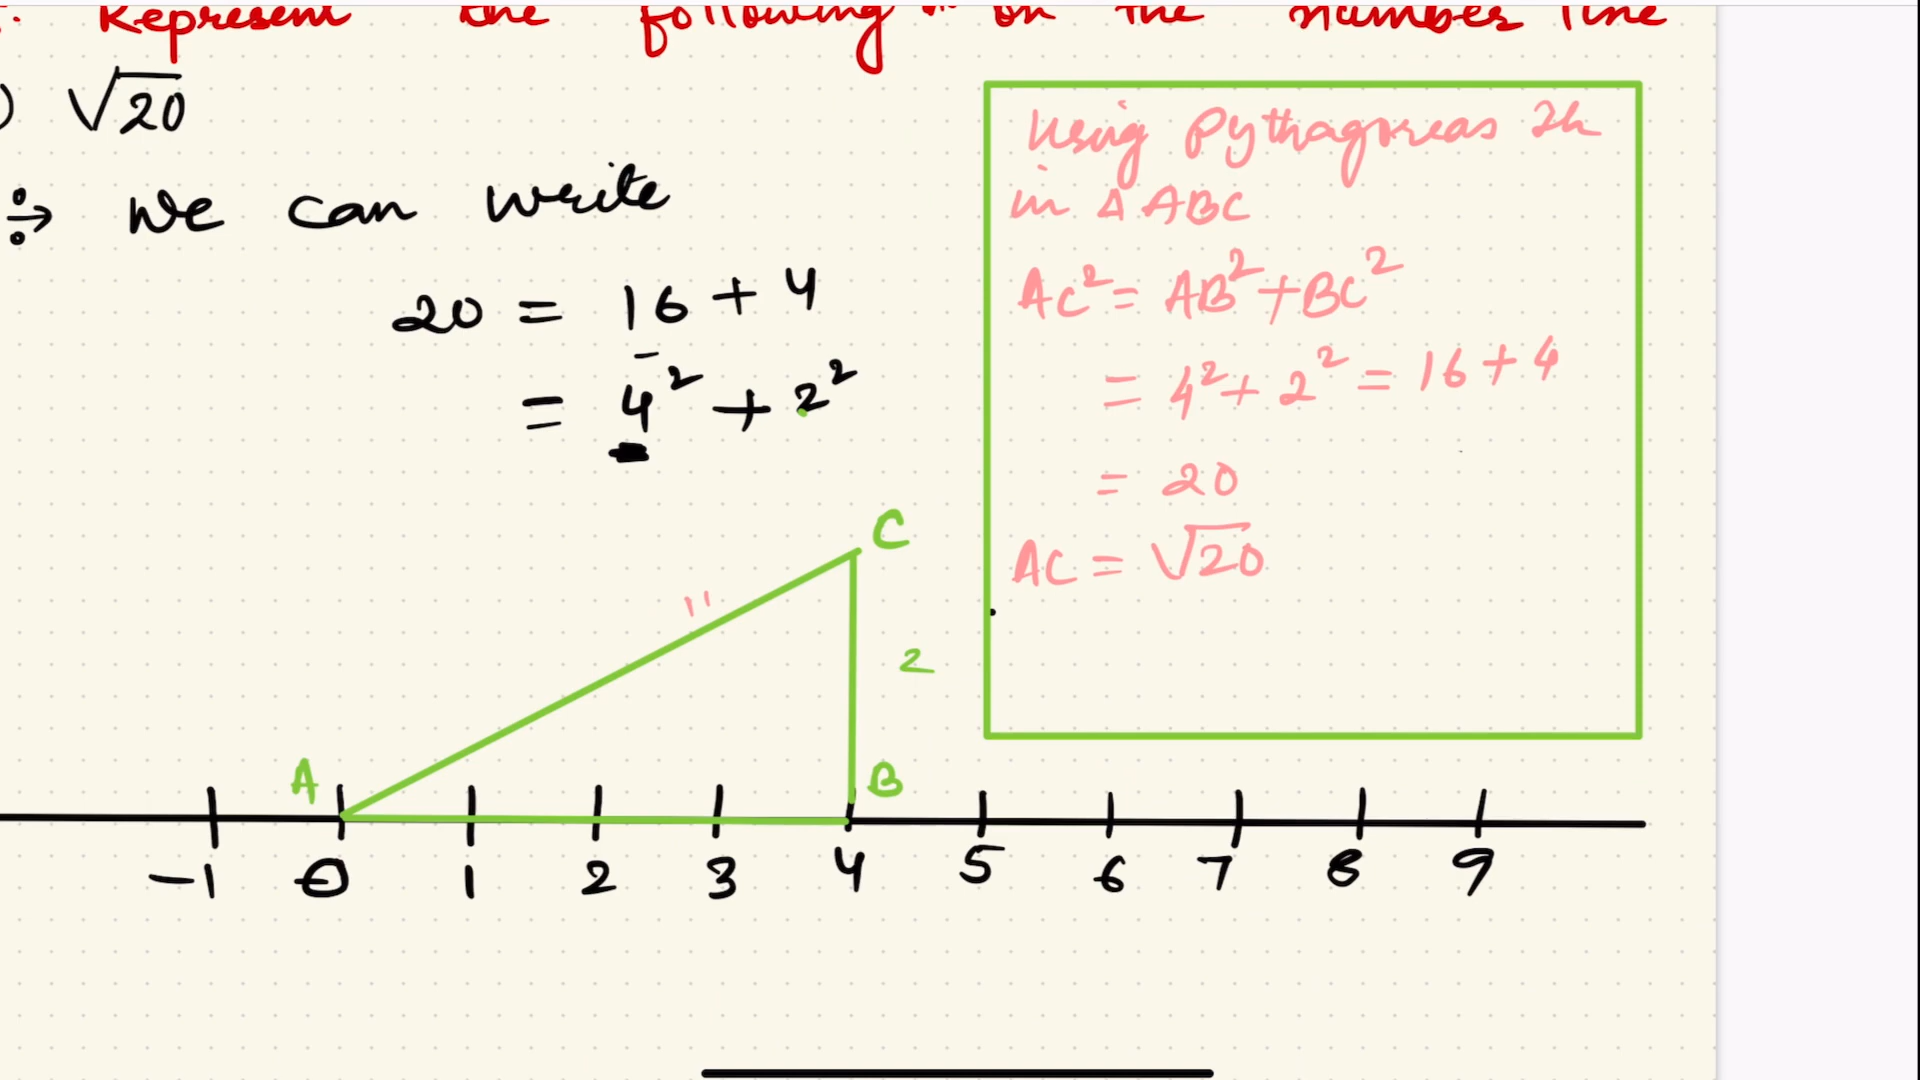 Represent the following on the number line
√20
÷→ We can write
20 = 16 + 4
= 4² + 2²
Using Pythagoreas Th
in Δ ABC
AC² = AB² + BC²
= 4² + 2² = 16 + 4
= 20
AC = √20
C
2
A B
-1 0 1 2 3 4 5 6 7 8 9